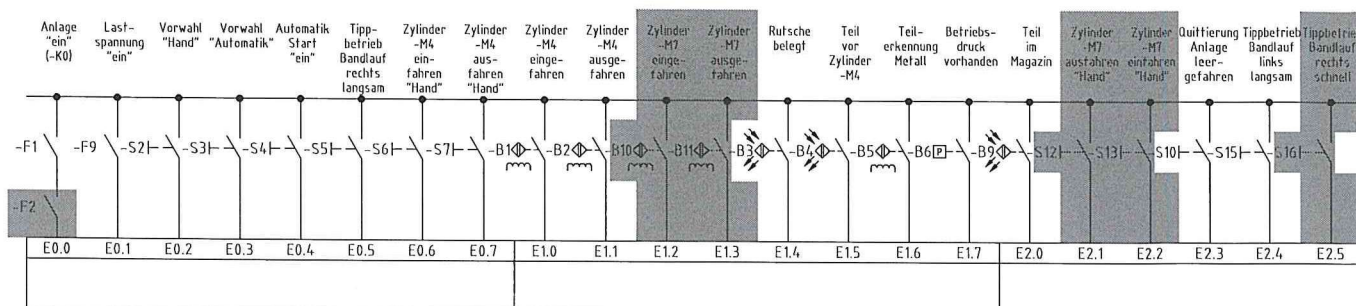 Anlage
"ein"
(-K0)
Last-
spannung
"ein"
Vorwahl
"Hand"
Vorwahl
"Automatik"
Automatik
Start
"ein"
Tipp-
betrieb
Bandlauf
rechts
langsam
Zylinder
-M4
ein-
fahren
"Hand"
Zylinder
-M4
aus-
fahren
"Hand"
Zylinder
-M4
einge-
fahren
Zylinder
-M4
ausge-
fahren
Zylinder
-M7
einge-
fahren
Zylinder
-M7
ausge-
fahren
Rutsche
belegt
Teil
vor
Zylinder
-M4
Teil-
erkennung
Metall
Betriebs-
druck
vorhanden
Teil
im
Magazin
Zylinder
-M7
ausfahren
"Hand"
Zylinder
-M7
einfahren
"Hand"
Quittierung
Anlage
leer-
gefahren
Tippbetrieb
Bandlauf
links
langsam
Tippbetrieb
Bandlauf
rechts
schnell
-F1 -F9 -S2 -S3 -S4 -S5 -S6 -S7 -B1 -B2 -B10 -B11 -B3 -B4 -B5 -B6 P -B9 -S12 -S13 -S10 -S15 -S16
-F2
E0.0 E0.1 E0.2 E0.3 E0.4 E0.5 E0.6 E0.7 E1.0 E1.1 E1.2 E1.3 E1.4 E1.5 E1.6 E1.7 E2.0 E2.1 E2.2 E2.3 E2.4 E2.5